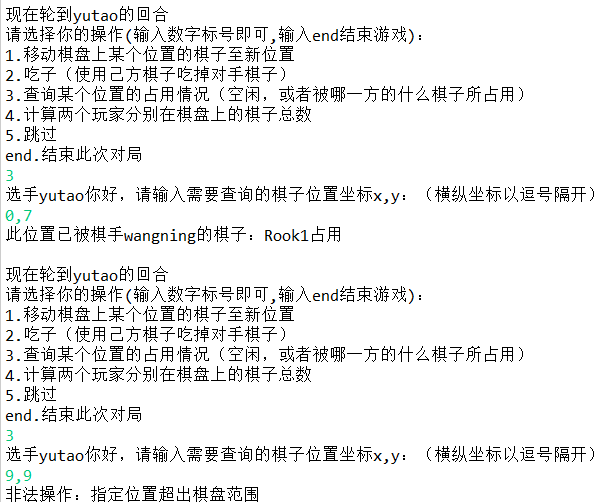 现在轮到yutao的回合
请选择你的操作(输入数字标号即可,输入end结束游戏):
1.移动棋盘上某个位置的棋子至新位置
2.吃子（使用己方棋子吃掉对手棋子）
3.查询某个位置的占用情况（空闲，或者被哪一方的什么棋子所占用）
4.计算两个玩家分别在棋盘上的棋子总数
5.跳过
end.结束此次对局
3
选手yutao你好，请输入需要查询的棋子位置坐标x,y：（横纵坐标以逗号隔开）
0,7
此位置已被棋手wangning的棋子：Rook1占用
现在轮到yutao的回合
请选择你的操作(输入数字标号即可,输入end结束游戏):
1.移动棋盘上某个位置的棋子至新位置
2.吃子（使用己方棋子吃掉对手棋子）
3.查询某个位置的占用情况（空闲，或者被哪一方的什么棋子所占用）
4.计算两个玩家分别在棋盘上的棋子总数
5.跳过
end.结束此次对局
3
选手yutao你好，请输入需要查询的棋子位置坐标x,y：（横纵坐标以逗号隔开）
9,9
非法操作：指定位置超出棋盘范围